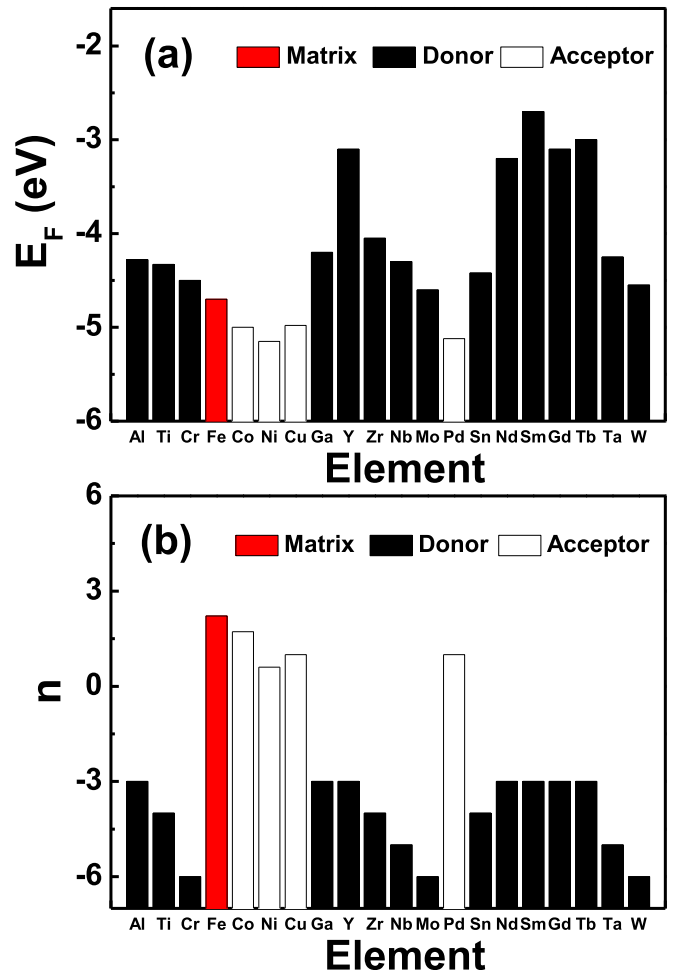 (a)
Matrix Donor Acceptor
E_F (eV)
-2
-3
-4
-5
-6
Al Ti Cr Fe Co Ni Cu Ga Y Zr Nb Mo Pd Sn Nd Sm Gd Tb Ta W
Element
(b)
Matrix Donor Acceptor
n
6
3
0
-3
-6
Al Ti Cr Fe Co Ni Cu Ga Y Zr Nb Mo Pd Sn Nd Sm Gd Tb Ta W
Element